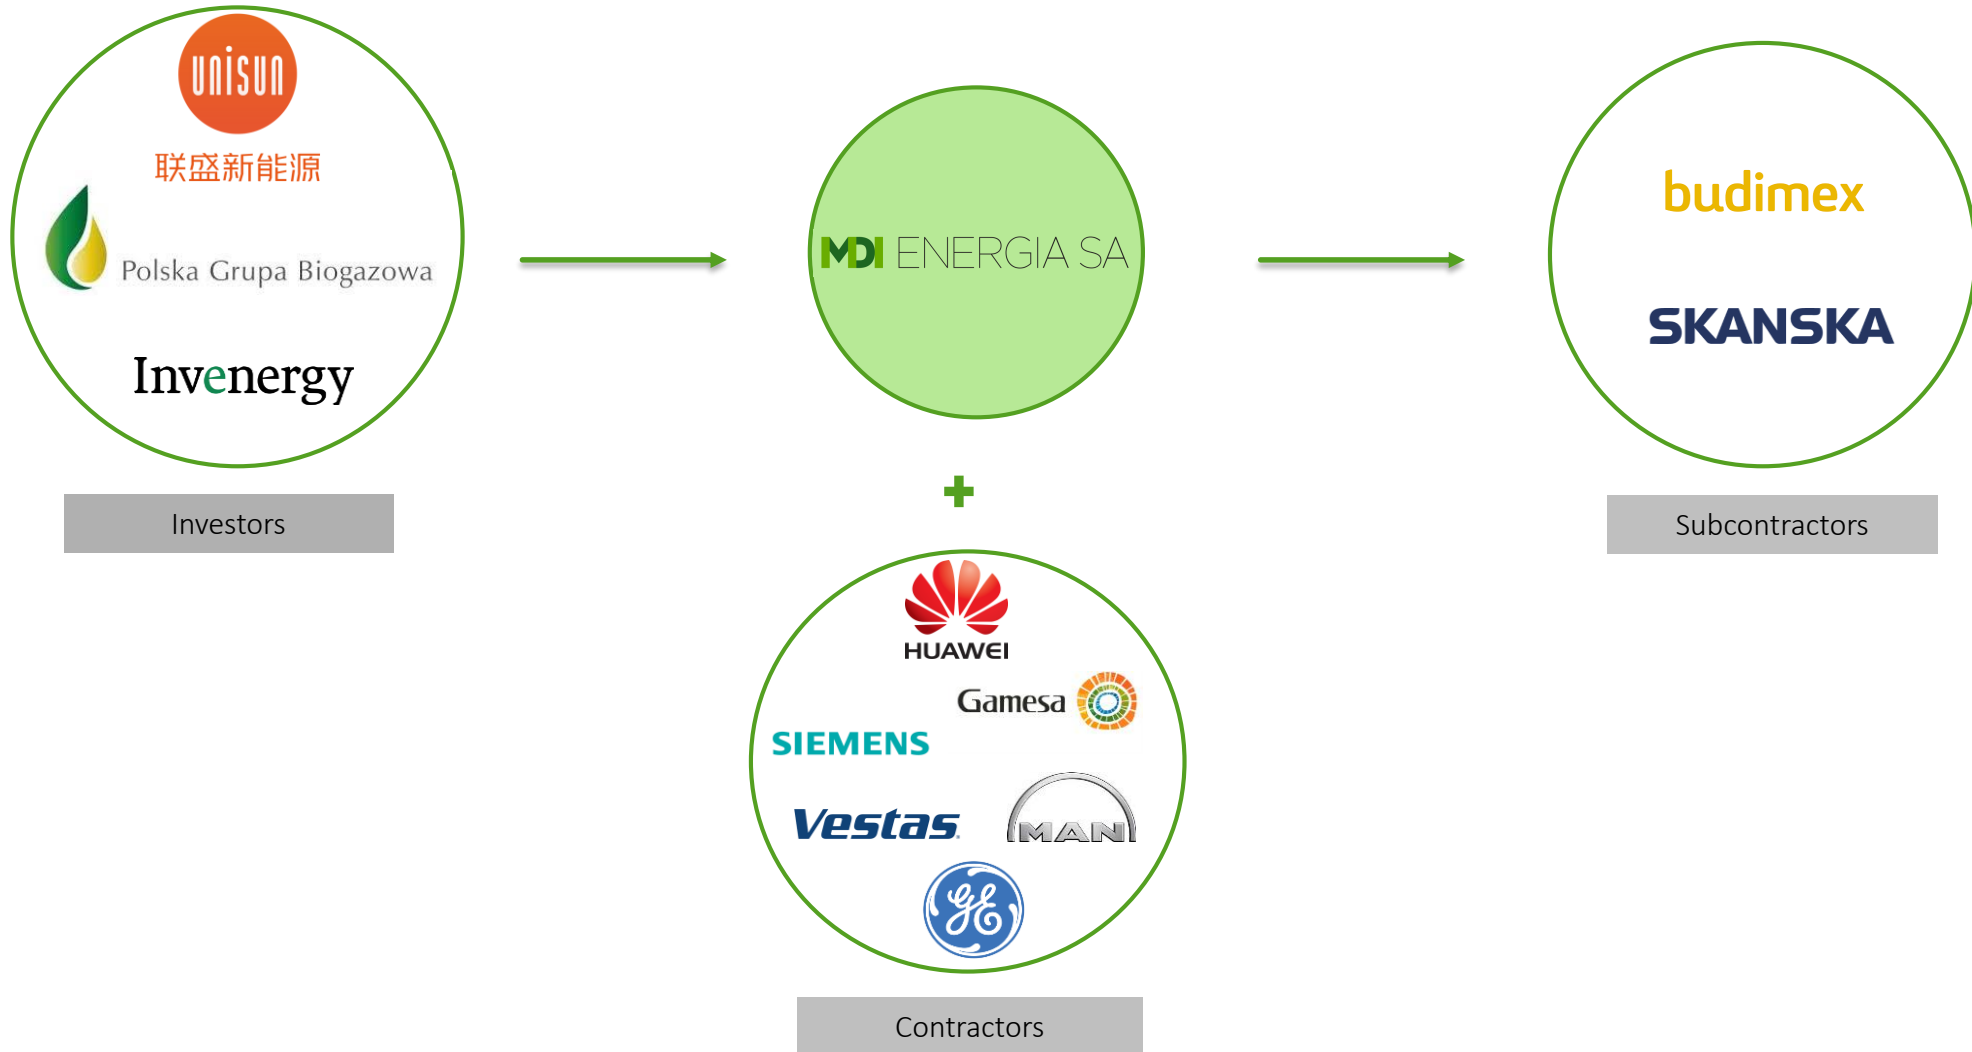 unisun
联盛新能源
Polska Grupa Biogazowa
Invenergy
Investors
MDI ENERGIA SA
budimex
SKANSKA
Subcontractors
HUAWEI
Gamesa
SIEMENS
Vestas
MAN
GE
Contractors